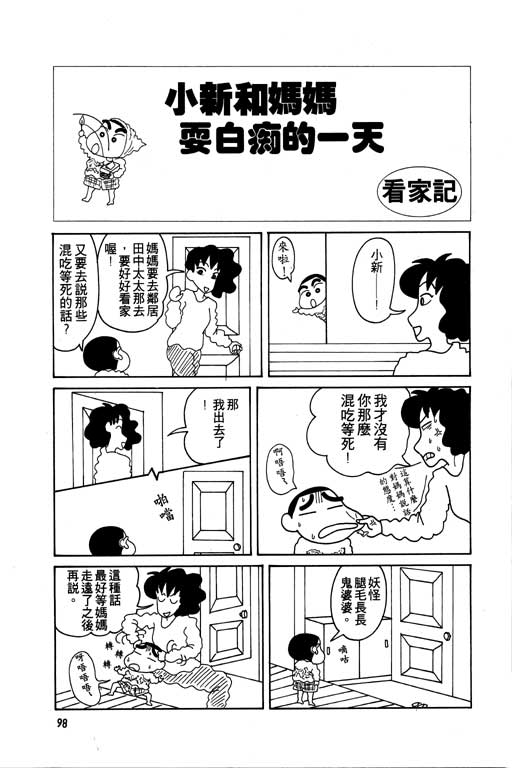 小新和媽媽
耍白痴的一天
看家記
小新——！
來啦！
媽媽要去鄰居
田中太太那去
，要好好看家
喔！
又要去說那些
混吃等死的話？
我才沒有
你那麼
混吃等死！
這算什麼
對媽媽說話
的態度…
啊唔唔～
那
我出去了
！
啪噹
妖怪
腿毛長長
鬼婆婆。
嘀咕
這種話
最好等媽媽
走遠了之後
再說。
轉
轉
呀唔唔唔～
98